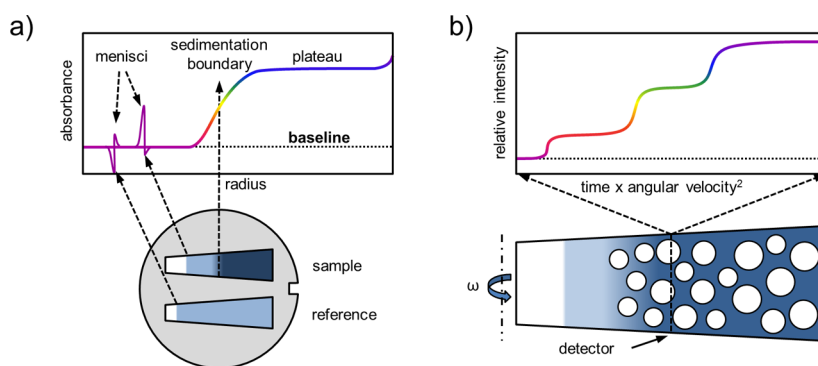 a)
menisci
sedimentation
boundary
plateau
absorbance
baseline
radius
sample
reference
b)
relative intensity
time x angular velocity²
ω
detector